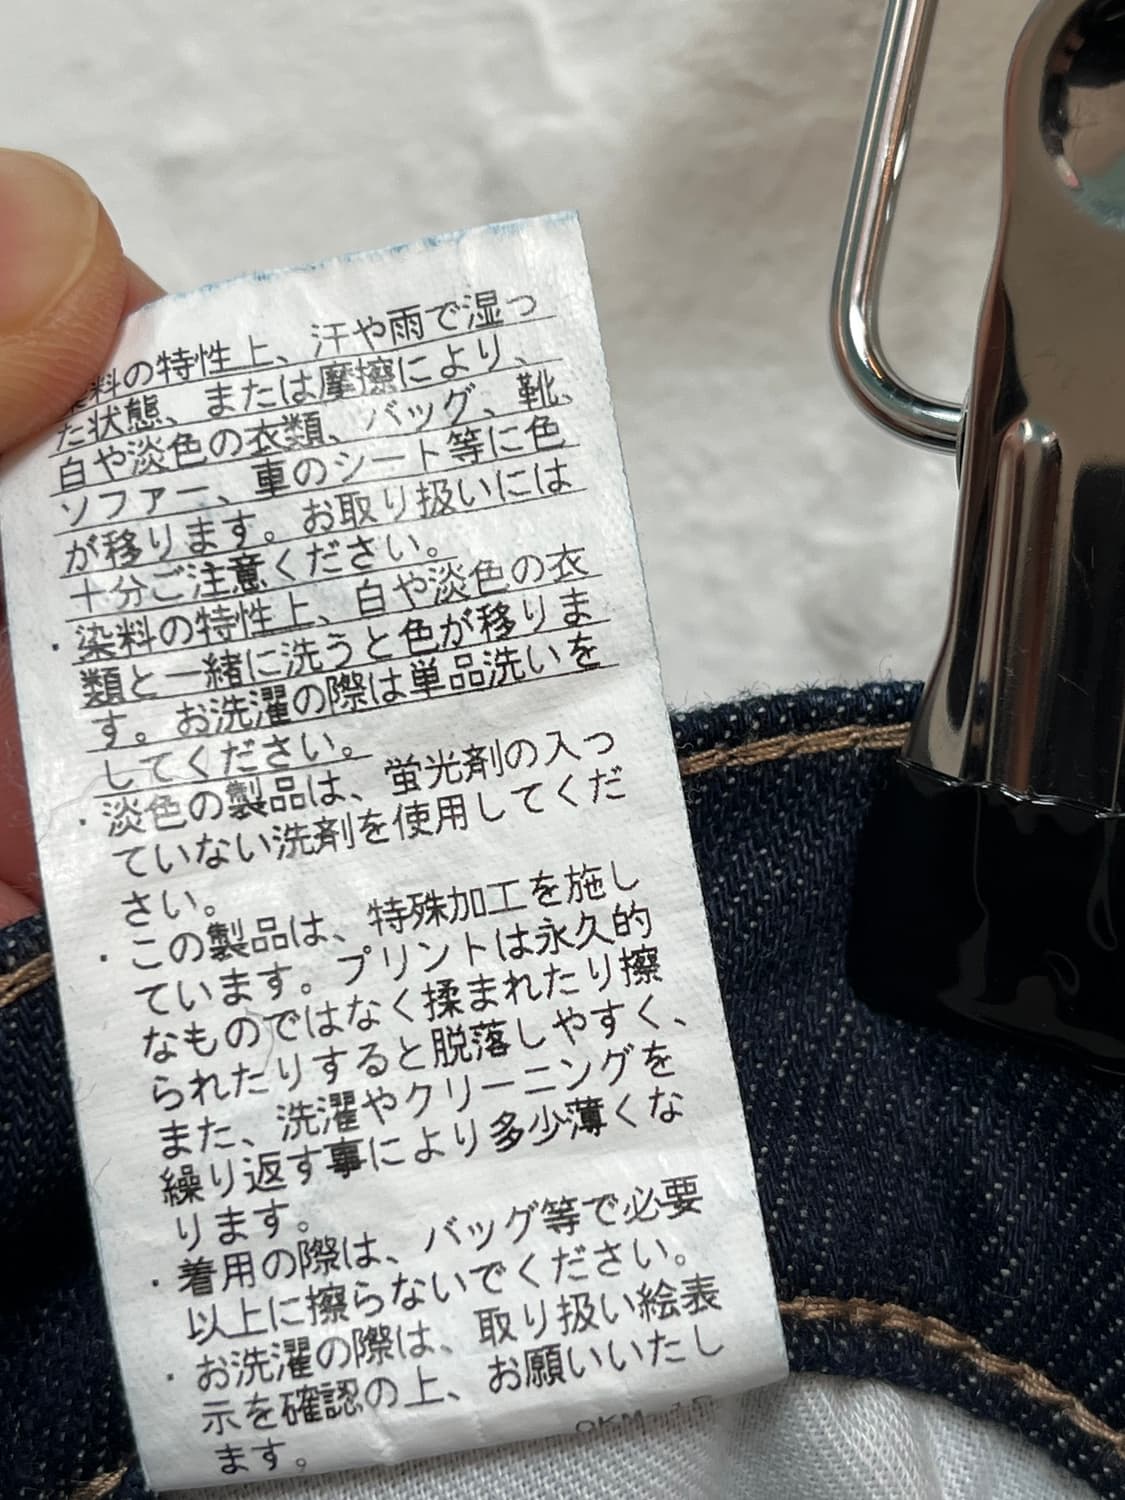 染料の特性上、汗や雨で湿っ
た状態、または摩擦により、
白や淡色の衣類、バッグ、靴、
ソファー、車のシート等に色
が移ります。お取り扱いには
十分ご注意ください。
・染料の特性上、白や淡色の衣
類と一緒に洗うと色が移りま
す。お洗濯の際は単品洗いを
してください。
・淡色の製品は、蛍光剤の入っ
ていない洗剤を使用してくだ
さい。
・この製品は、特殊加工を施し
ています。プリントは永久的
なものではなく揉まれたり擦
られたりすると脱落しやすく、
また、洗濯やクリーニングを
繰り返す事により多少薄くな
ります。
・着用の際は、バッグ等で必要
以上に擦らないでください。
・お洗濯の際は、取り扱い絵表
示を確認の上、お願いいたし
ます。